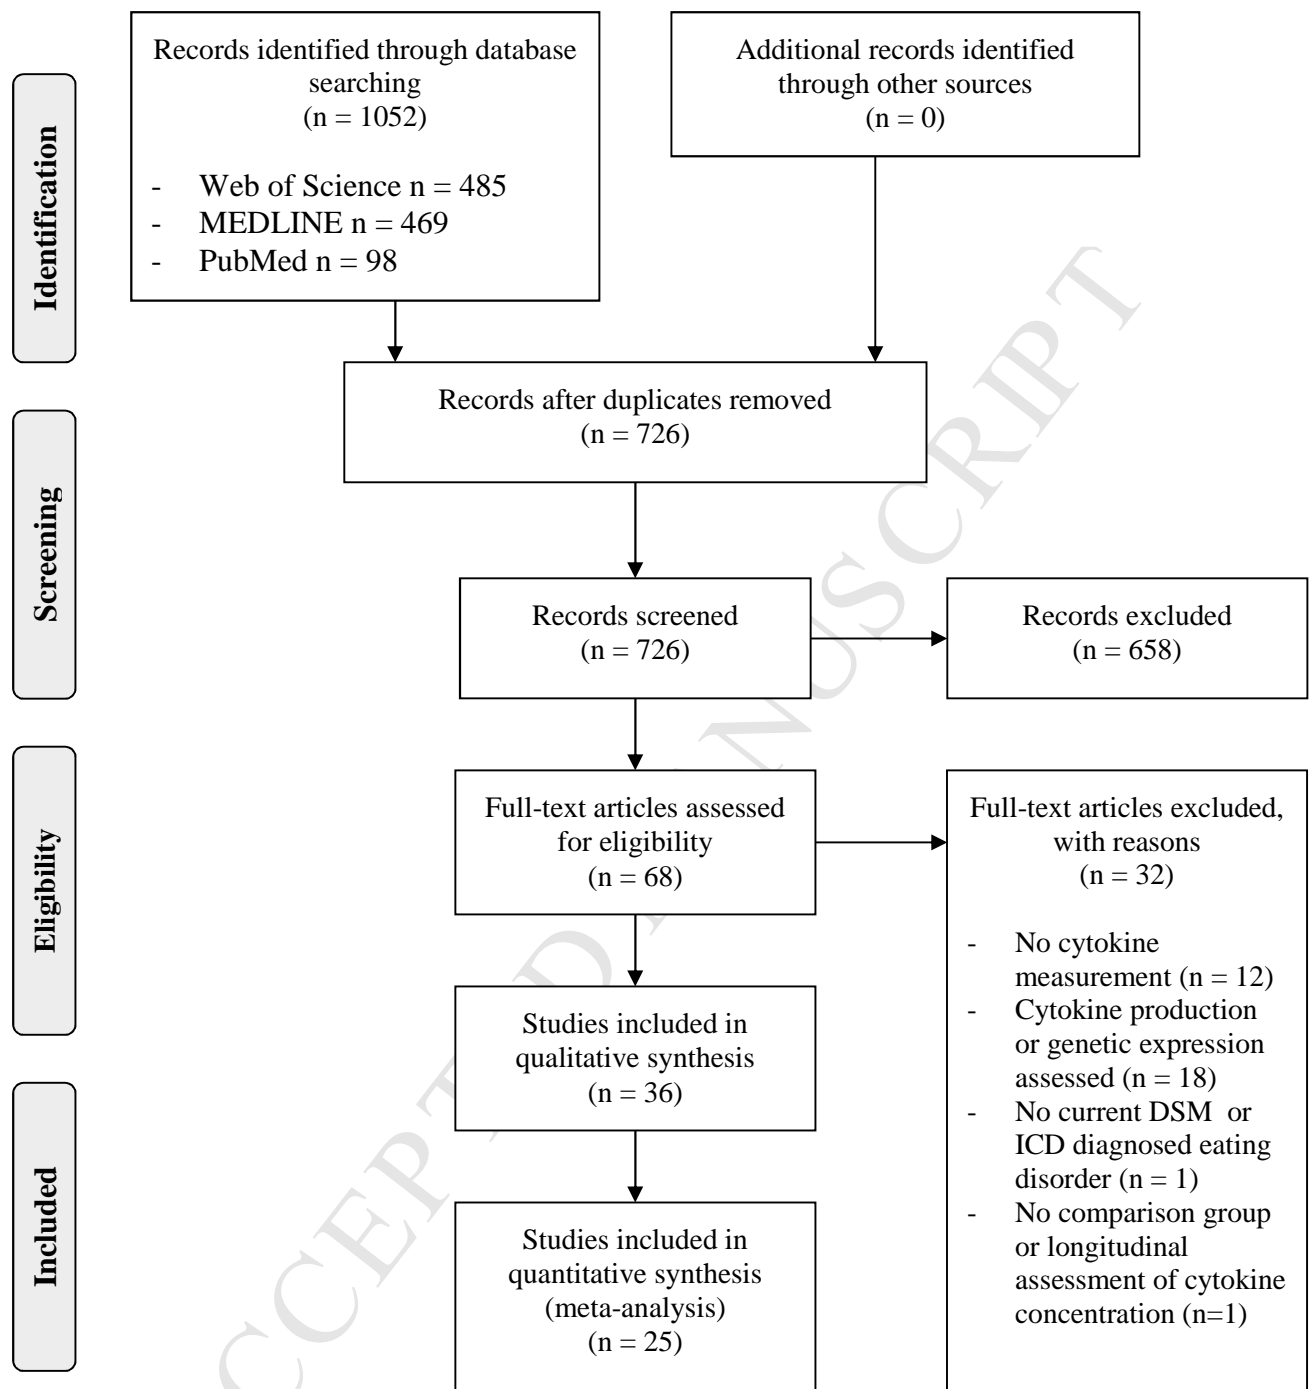 Records identified through database
searching
(n = 1052)
- Web of Science n = 485
- MEDLINE n = 469
- PubMed n = 98
Additional records identified
through other sources
(n = 0)
Identification
Records after duplicates removed
(n = 726)
Screening
Records screened
(n = 726)
Records excluded
(n = 658)
Eligibility
Full-text articles assessed
for eligibility
(n = 68)
Full-text articles excluded,
with reasons
(n = 32)
- No cytokine
measurement (n = 12)
- Cytokine production
or genetic expression
assessed (n = 18)
- No current DSM or
ICD diagnosed eating
disorder (n = 1)
- No comparison group
or longitudinal
assessment of cytokine
concentration (n=1)
Studies included in
qualitative synthesis
(n = 36)
Included
Studies included in
quantitative synthesis
(meta-analysis)
(n = 25)